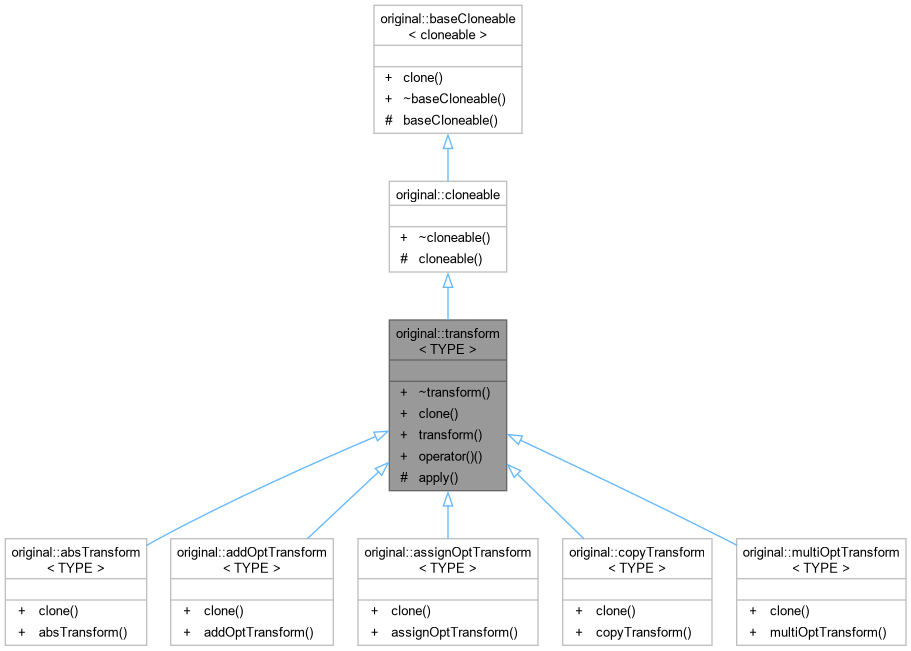 original::baseCloneable
< cloneable >
+ clone()
+ ~baseCloneable()
# baseCloneable()
original::cloneable
+ ~cloneable()
# cloneable()
original::transform
< TYPE >
+ ~transform()
+ clone()
+ transform()
+ operator()()
# apply()
original::absTransform
< TYPE >
+ clone()
+ absTransform()
original::addOptTransform
< TYPE >
+ clone()
+ addOptTransform()
original::assignOptTransform
< TYPE >
+ clone()
+ assignOptTransform()
original::copyTransform
< TYPE >
+ clone()
+ copyTransform()
original::multiOptTransform
< TYPE >
+ clone()
+ multiOptTransform()